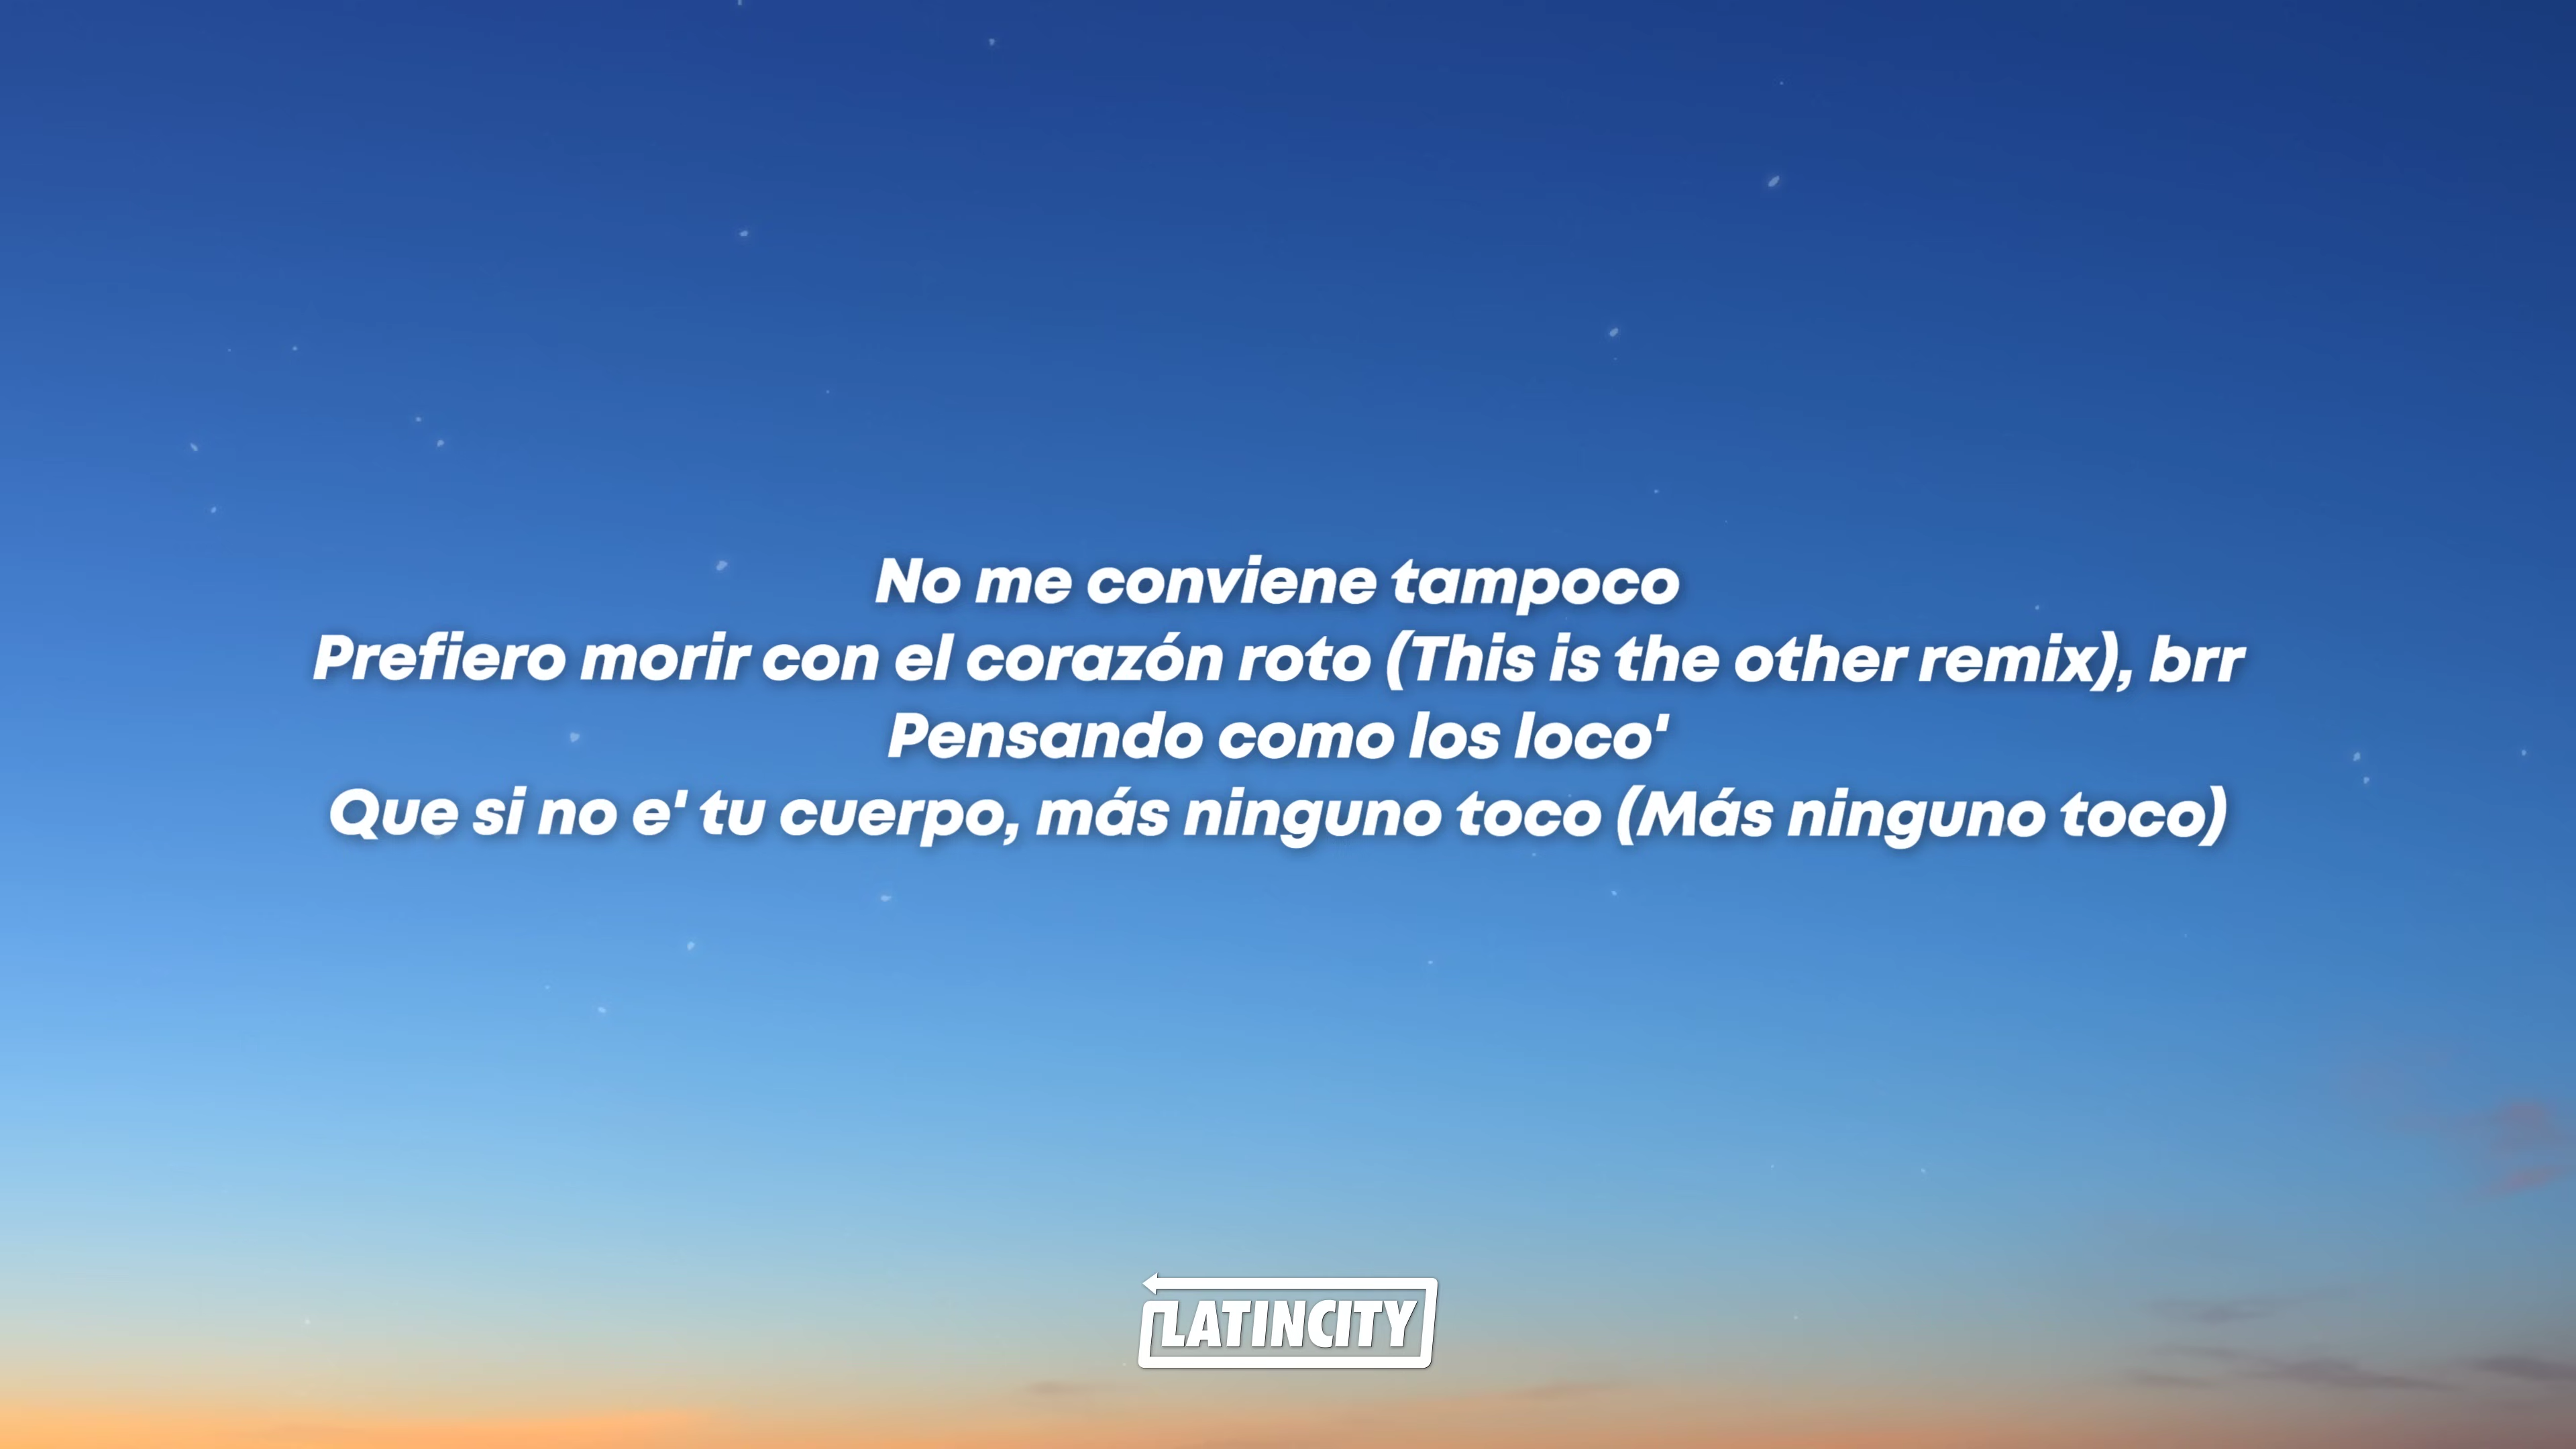 No me conviene tampoco
Prefiero morir con el corazón roto (This is the other remix), brr
Pensando como los loco'
Que si no e' tu cuerpo, más ninguno toco (Más ninguno toco)
LATINCITY